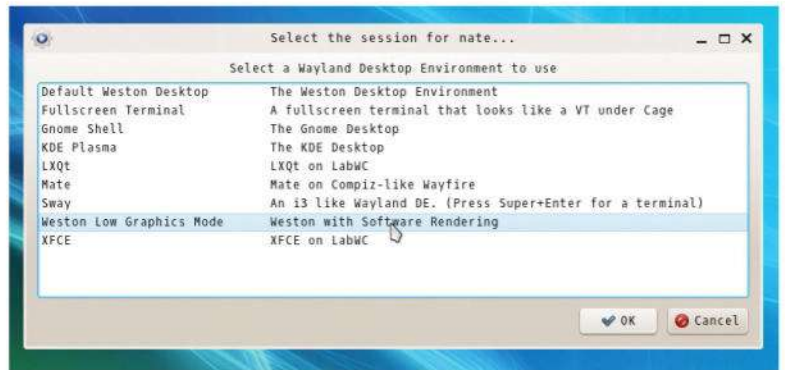 Select the session for nate...
Select a Wayland Desktop Environment to use
Default Weston Desktop The Weston Desktop Environment
Fullscreen Terminal A fullscreen terminal that looks like a VT under Cage
Gnome Shell The Gnome Desktop
KDE Plasma The KDE Desktop
LXQt LXQt on LabWC
Mate Mate on Compiz-like Wayfire
Sway An i3 like Wayland DE. (Press Super+Enter for a terminal)
Weston Low Graphics Mode Weston with Software Rendering
XFCE XFCE on LabWC
OK Cancel